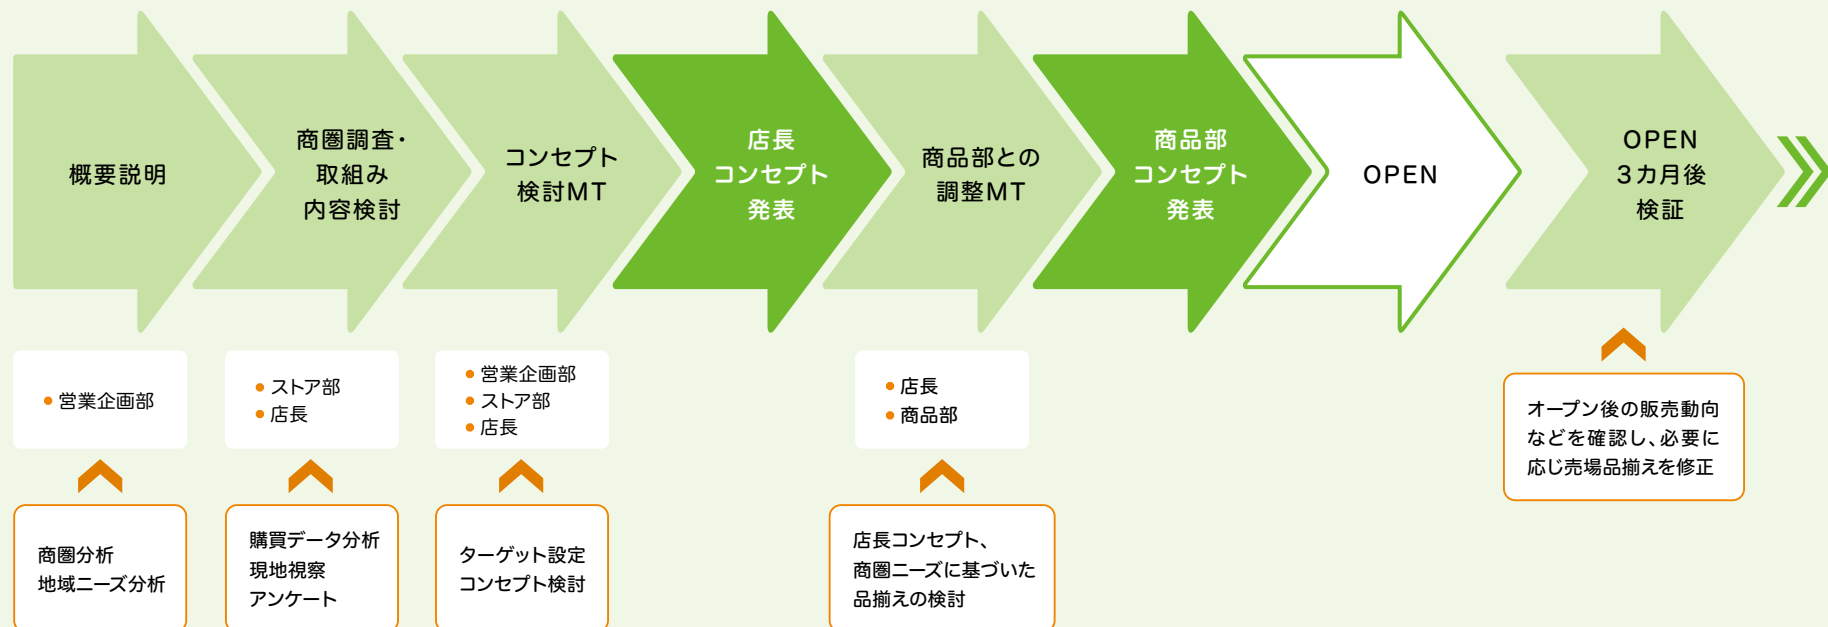 概要説明
商圏調査・
取組み
内容検討
コンセプト
検討MT
店長
コンセプト
発表
商品部との
調整MT
商品部
コンセプト
発表
OPEN
OPEN
3カ月後
検証
• 営業企画部
• ストア部
• 店長
• 営業企画部
• ストア部
• 店長
• 店長
• 商品部
商圏分析
地域ニーズ分析
購買データ分析
現地視察
アンケート
ターゲット設定
コンセプト検討
店長コンセプト、
商圏ニーズに基づいた
品揃えの検討
オープン後の販売動向
などを確認し、必要に
応じ売場品揃えを修正